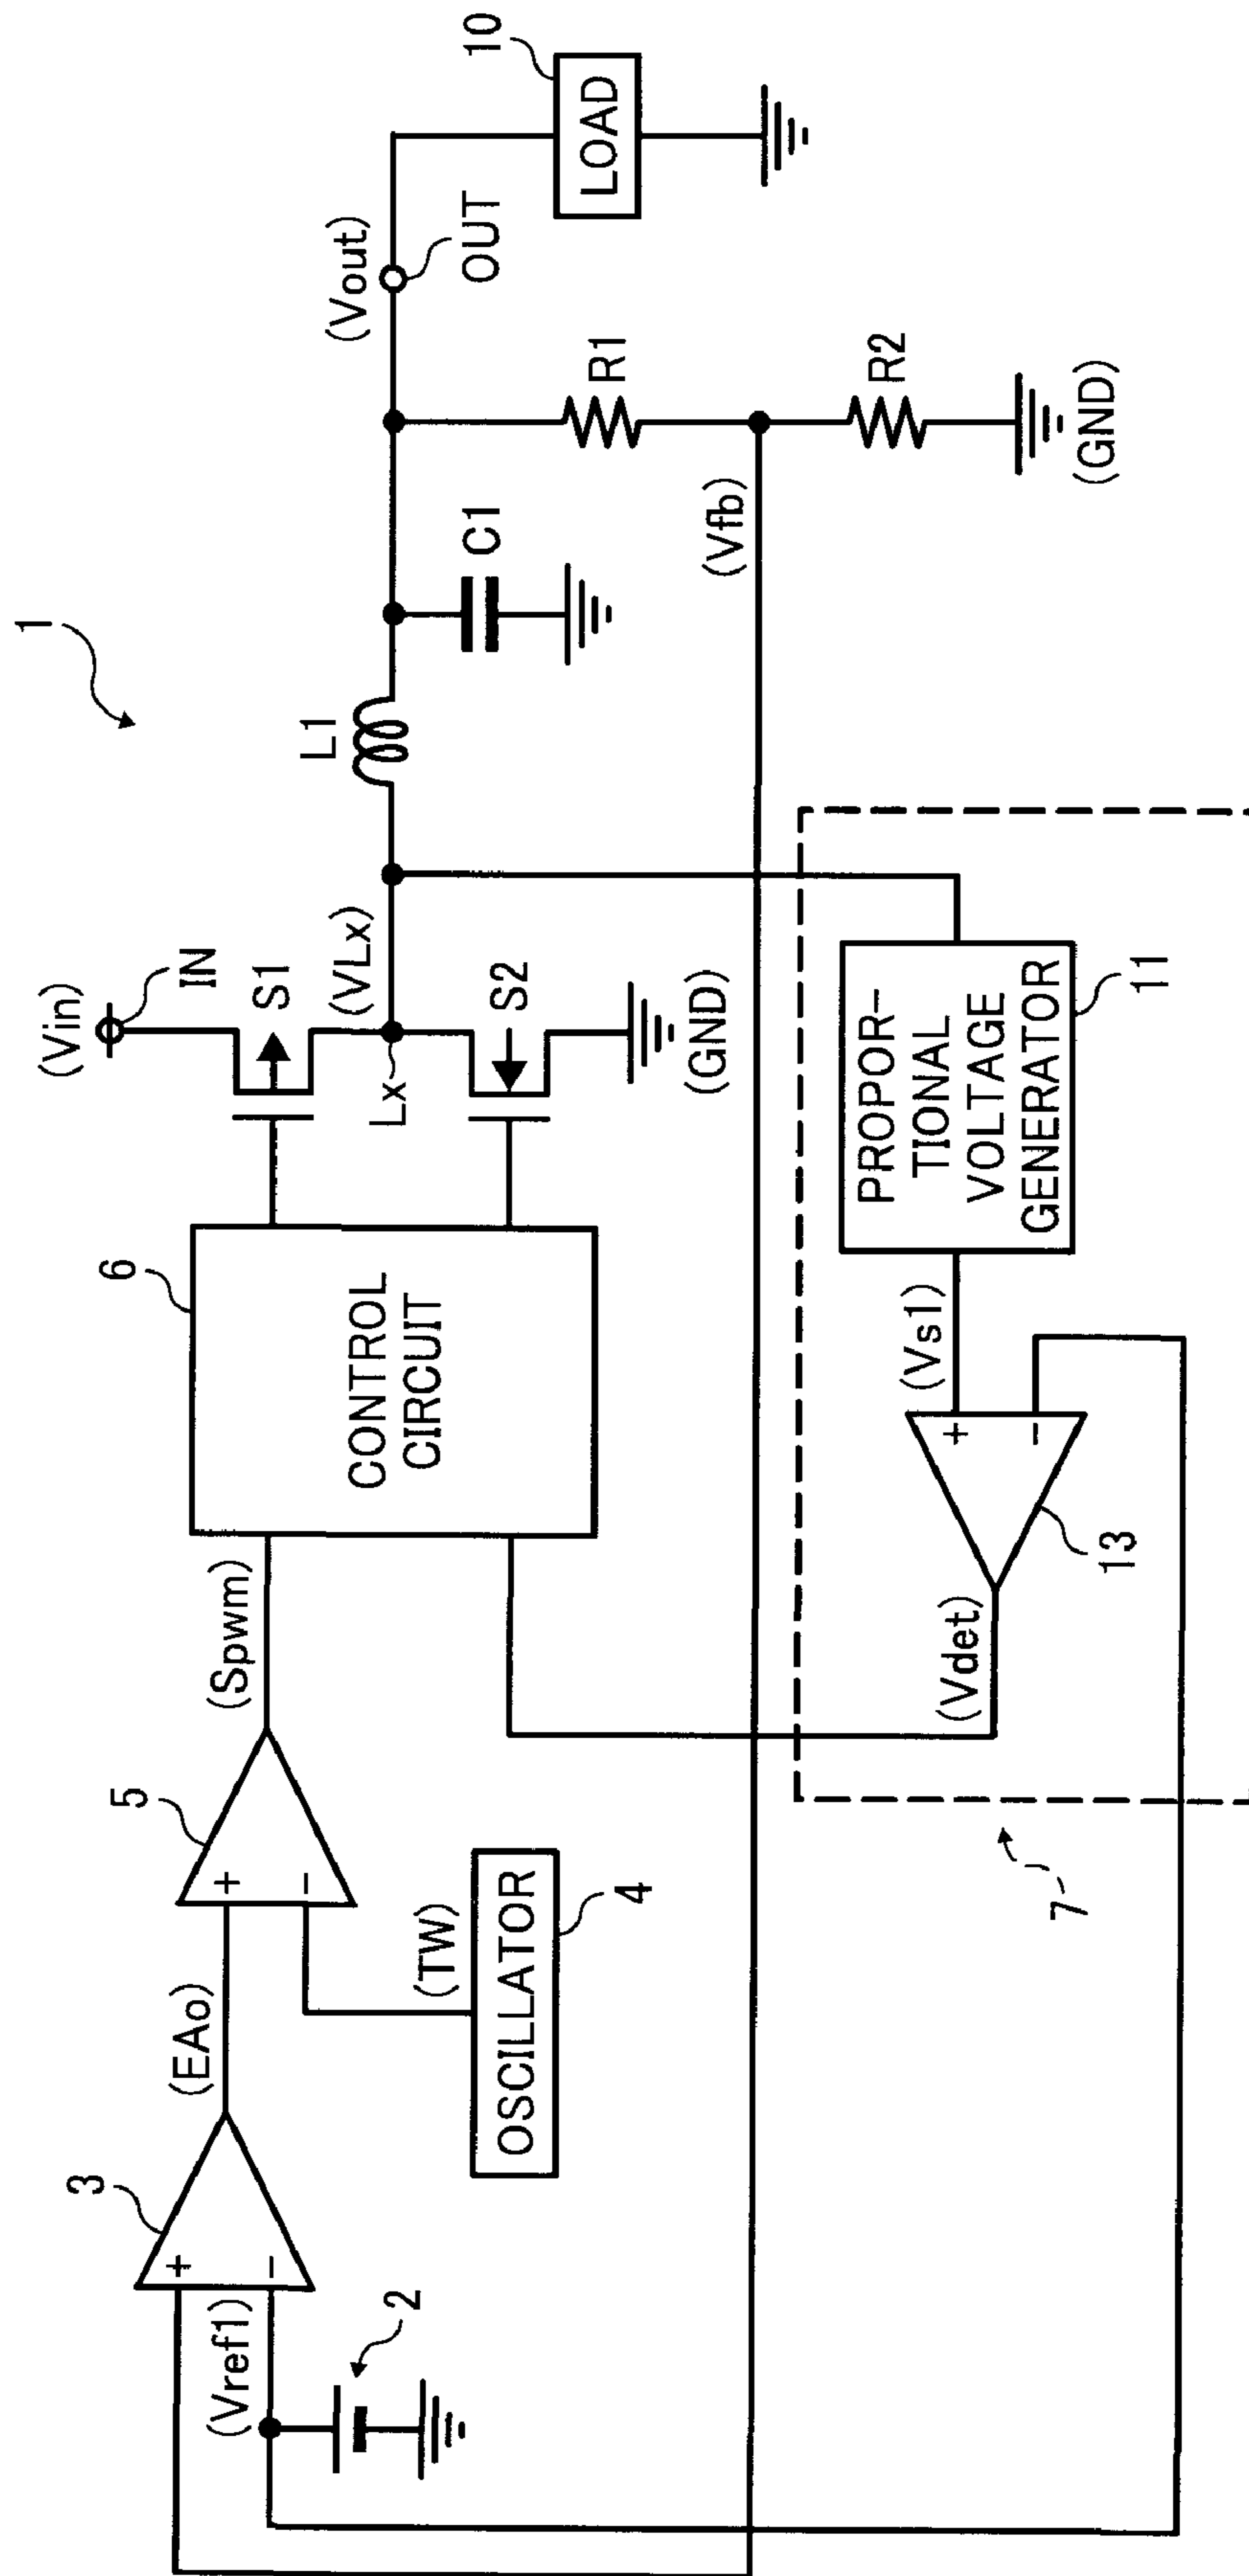 1
(Vin)
IN
S1
(VLx)
Lx
S2
(GND)
L1
C1
(Vout)
OUT
R1
(Vfb)
R2
(GND)
10
LOAD
6
CONTROL
CIRCUIT
(Spwm)
5
+
−
(EAo)
(TW)
OSCILLATOR
4
3
+
−
(Vref1)
2
PROPOR-
TIONAL
VOLTAGE
GENERATOR
11
(Vs1)
+
−
13
(Vdet)
7